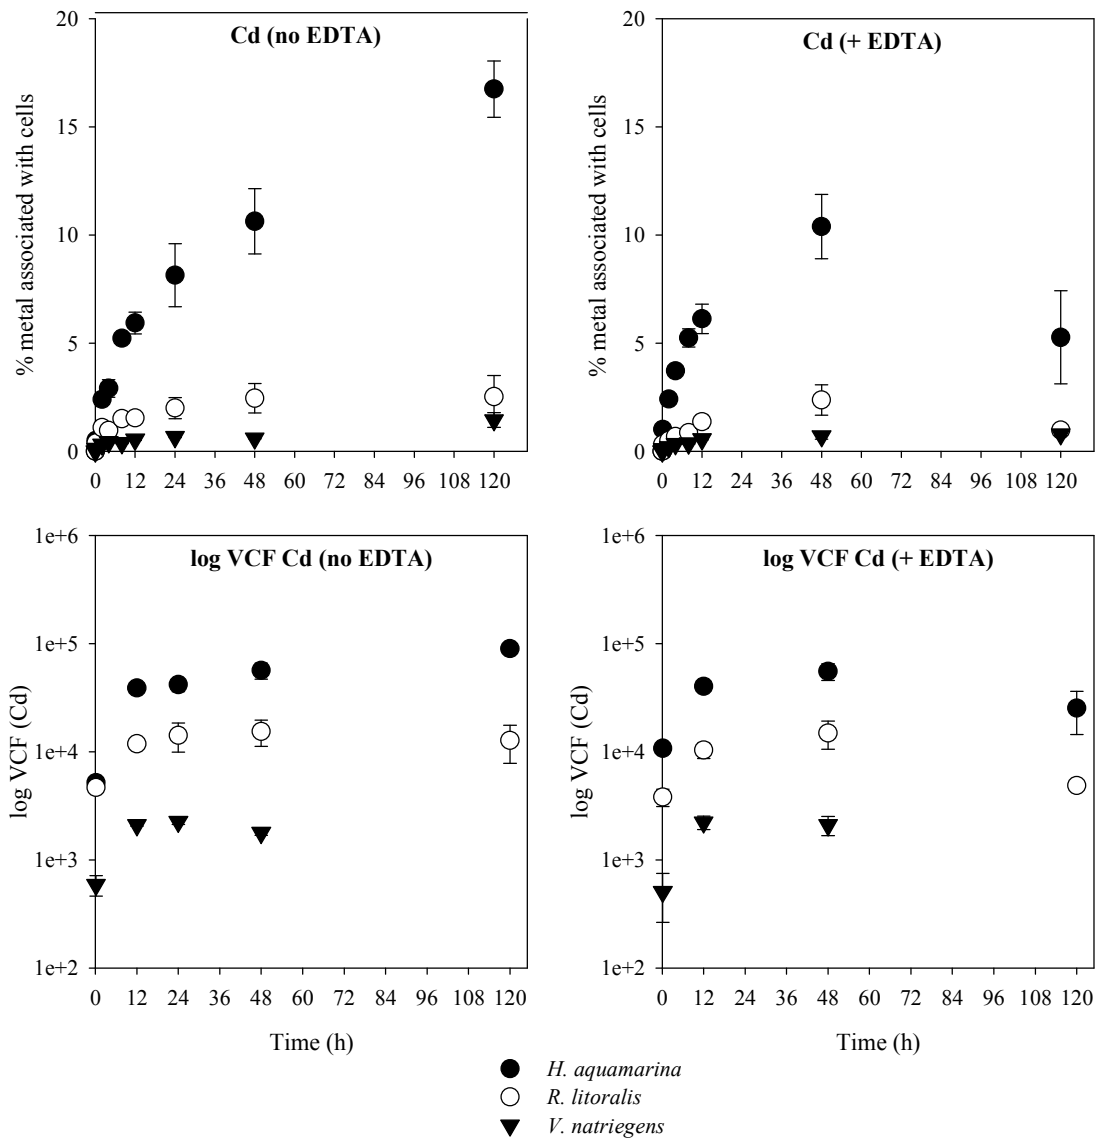 Cd (no EDTA)
% metal associated with cells
20
15
10
5
0
0 12 24 36 48 60 72 84 96 108 120
Cd (+ EDTA)
% metal associated with cells
20
15
10
5
0
0 12 24 36 48 60 72 84 96 108 120
log VCF Cd (no EDTA)
log VCF (Cd)
1e+6
1e+5
1e+4
1e+3
1e+2
0 12 24 36 48 60 72 84 96 108 120
Time (h)
log VCF Cd (+ EDTA)
log VCF (Cd)
1e+6
1e+5
1e+4
1e+3
1e+2
0 12 24 36 48 60 72 84 96 108 120
Time (h)
H. aquamarina
R. litoralis
V. natriegens